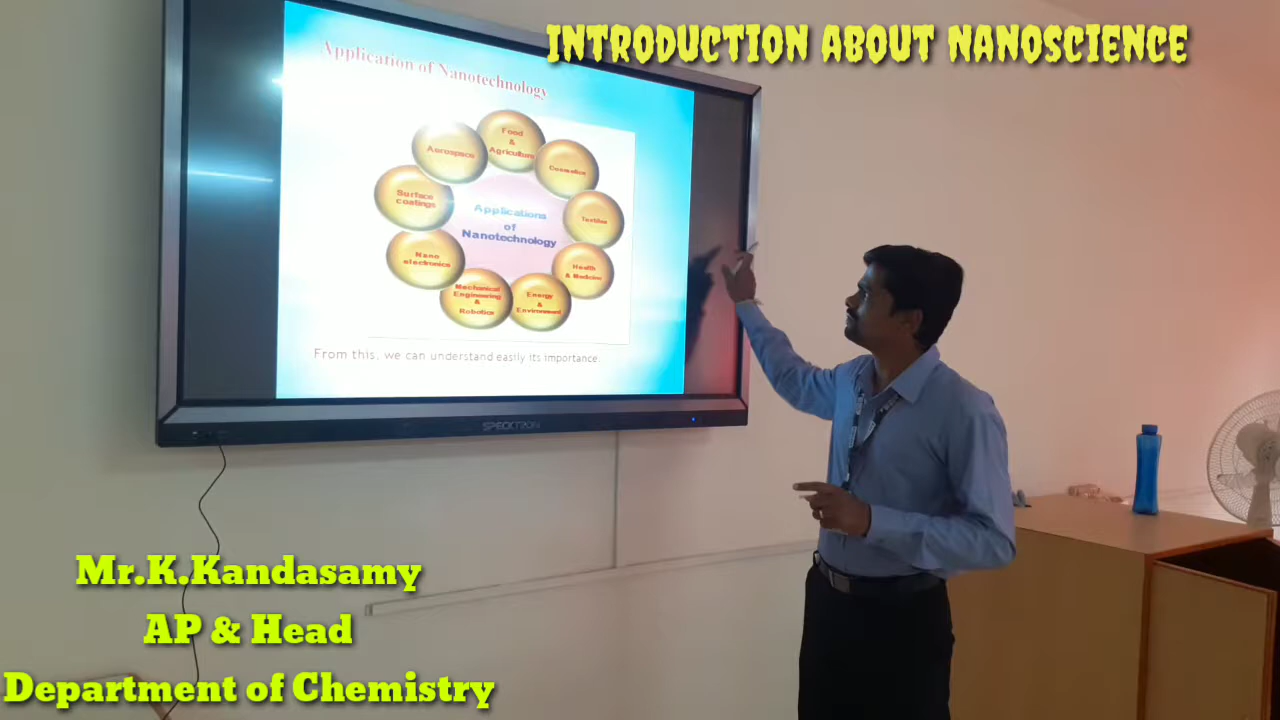 INTRODUCTION ABOUT NANOSCIENCE
Application of Nanotechnology
Food
&
Agriculture
Cosmetics
Textiles
Health
& Medicine
Energy
&
Environment
Mechanical
Engineering
&
Robotics
Nano
electronics
Surface
coatings
Aerospace
Applications
of
Nanotechnology
From this, we can understand easily its importance.
SPECKTRON
Mr.K.Kandasamy
AP & Head
Department of Chemistry